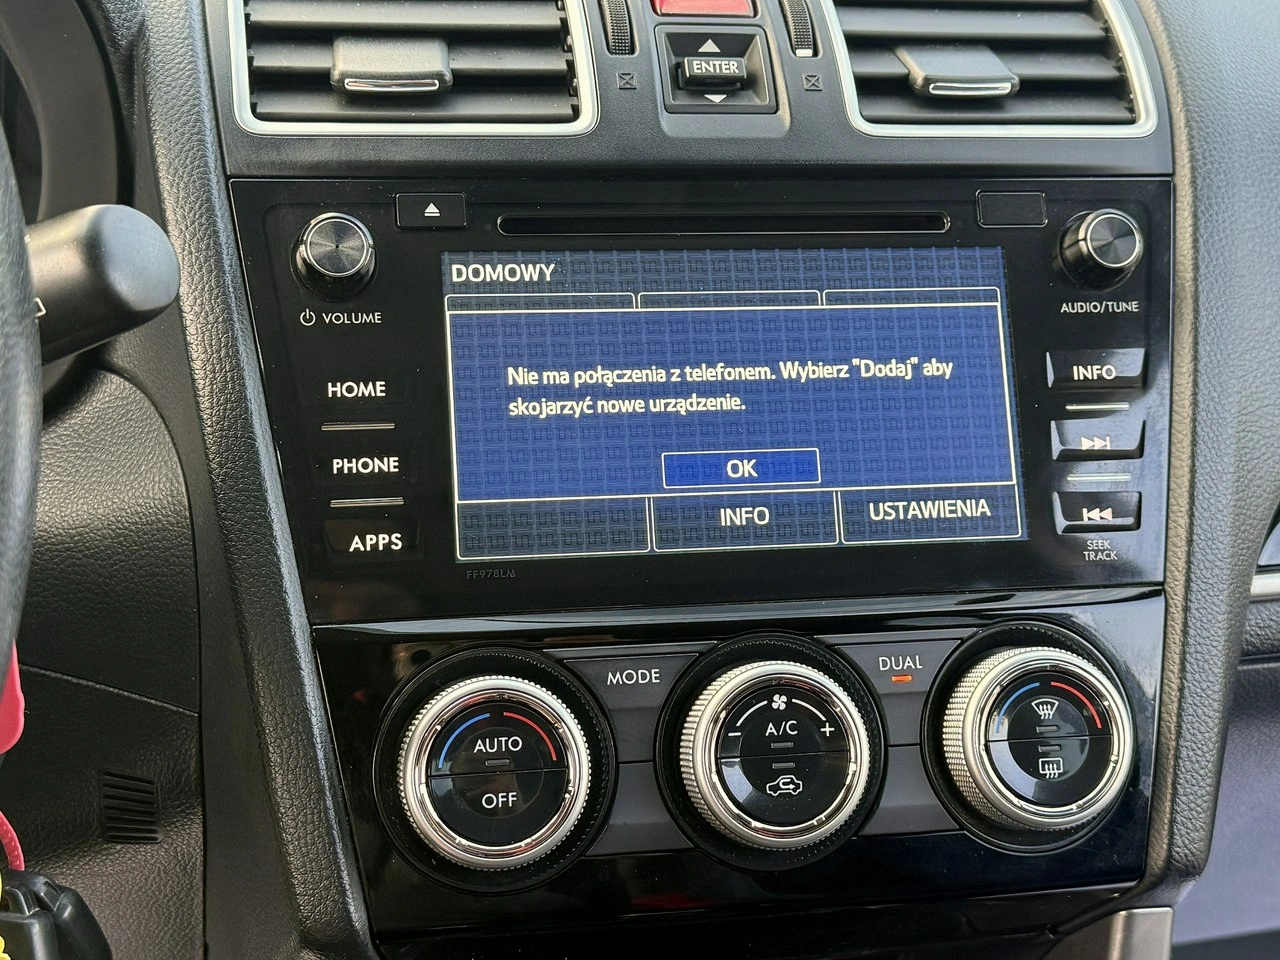 ENTER
VOLUME
AUDIO/TUNE
DOMOWY
Nie ma połączenia z telefonem. Wybierz "Dodaj" aby
skojarzyć nowe urządzenie.
OK
INFO
USTAWIENIA
HOME
PHONE
APPS
INFO
SEEK
TRACK
FF978LM
MODE
DUAL
AUTO
OFF
A/C
- +